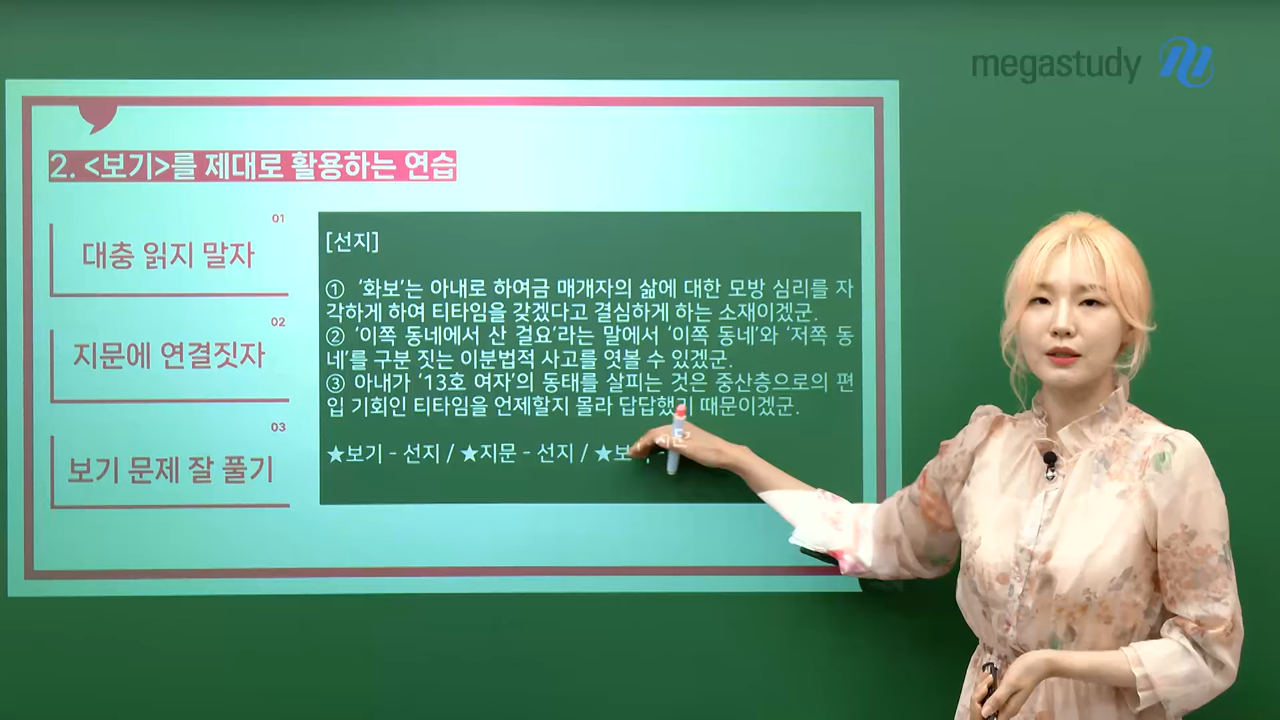 megastudy
2. <보기>를 제대로 활용하는 연습
01
대충 읽지 말자
02
지문에 연결짓자
03
보기 문제 잘 풀기
[선지]
① '화보'는 아내로 하여금 매개자의 삶에 대한 모방 심리를 자
각하게 하여 티타임을 갖겠다고 결심하게 하는 소재이겠군.
② '이쪽 동네에서 산 걸요'라는 말에서 '이쪽 동네'와 '저쪽 동
네'를 구분 짓는 이분법적 사고를 엿볼 수 있겠군.
③ 아내가 '13호 여자'의 동태를 살피는 것은 중산층으로의 편
입 기회인 티타임을 언제할지 몰라 답답했기 때문이겠군.
★보기 - 선지 / ★지문 - 선지 /